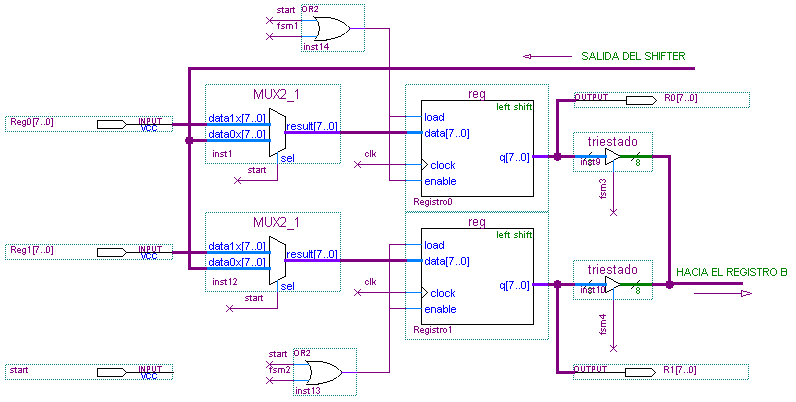 start OR2
fsm1
inst14
SALIDA DEL SHIFTER
MUX2_1
req
left shift
OUTPUT R0[7..0]
Reg0[7..0] INPUT VCC
data1x[7..0]
data0x[7..0]
result[7..0]
inst1
start
sel
load
data[7..0]
clk
clock
enable
q[7..0]
Registro0
triestado
inst9
8
fsm3
MUX2_1
req
left shift
Reg1[7..0] INPUT VCC
data1x[7..0]
data0x[7..0]
result[7..0]
inst12
start
sel
load
data[7..0]
clk
clock
enable
q[7..0]
Registro1
triestado
inst10
8
fsm4
HACIA EL REGISTRO B
start INPUT VCC
start OR2
fsm2
inst13
OUTPUT R1[7..0]